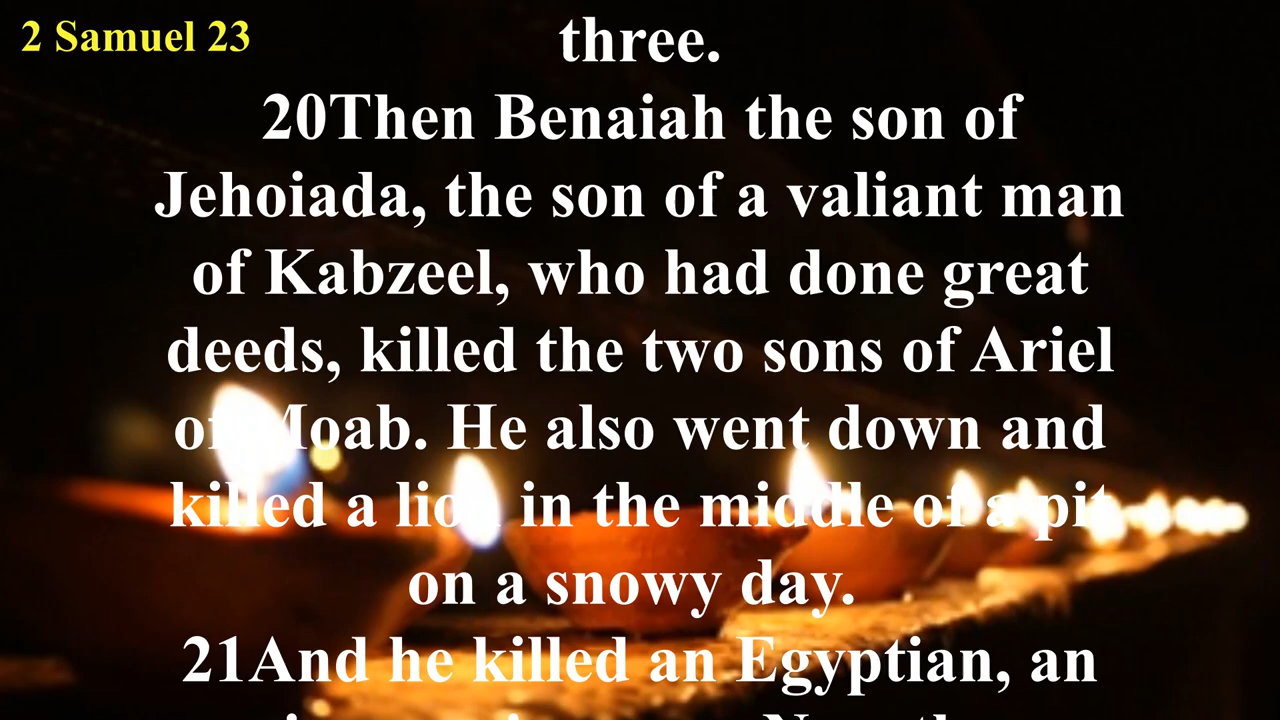 2 Samuel 23
three.
20Then Benaiah the son of
Jehoiada, the son of a valiant man
of Kabzeel, who had done great
deeds, killed the two sons of Ariel
of Moab. He also went down and
killed a lion in the middle of a pit
on a snowy day.
21And he killed an Egyptian, an